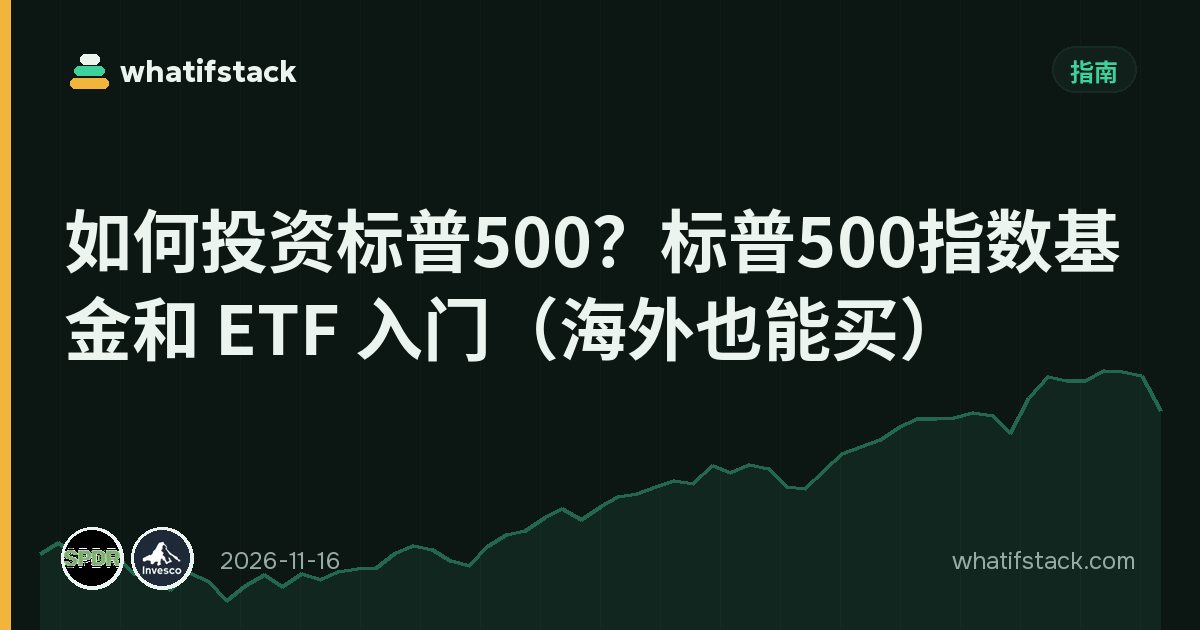 whatifstack
指南
如何投资标普500？标普500指数基
金和 ETF 入门（海外也能买）
SPDR
Invesco
2026-11-16
whatifstack.com